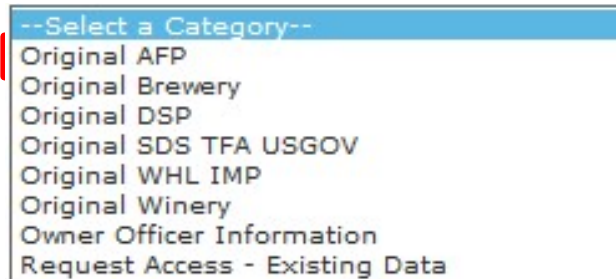 --Select a Category--
Original AFP
Original Brewery
Original DSP
Original SDS TFA USGOV
Original WHL IMP
Original Winery
Owner Officer Information
Request Access - Existing Data